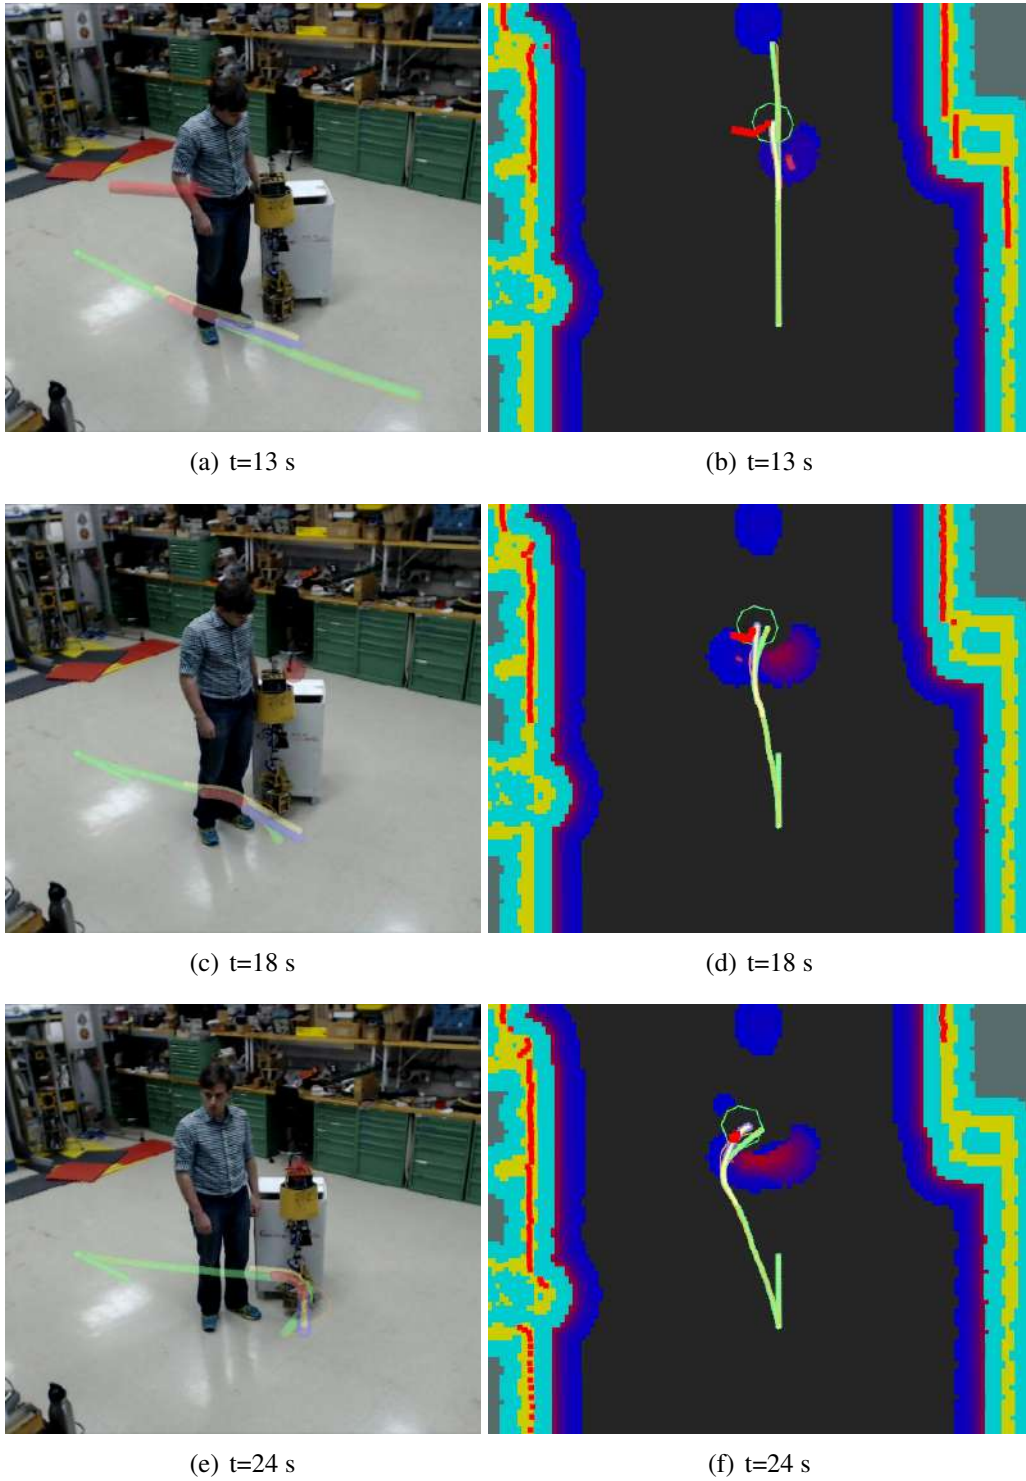 (a) t=13 s
(b) t=13 s
(c) t=18 s
(d) t=18 s
(e) t=24 s
(f) t=24 s